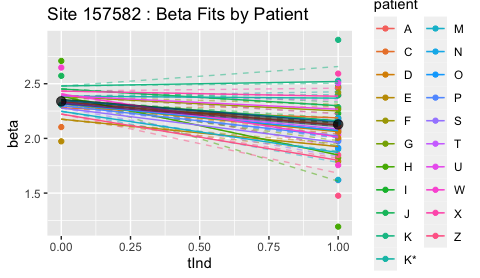 Site 157582 : Beta Fits by Patient
beta
2.5
2.0
1.5
0.00
0.25
0.50
0.75
1.00
tInd
patient
A
C
D
E
F
G
H
I
J
K
K*
M
N
O
P
S
T
U
W
X
Z